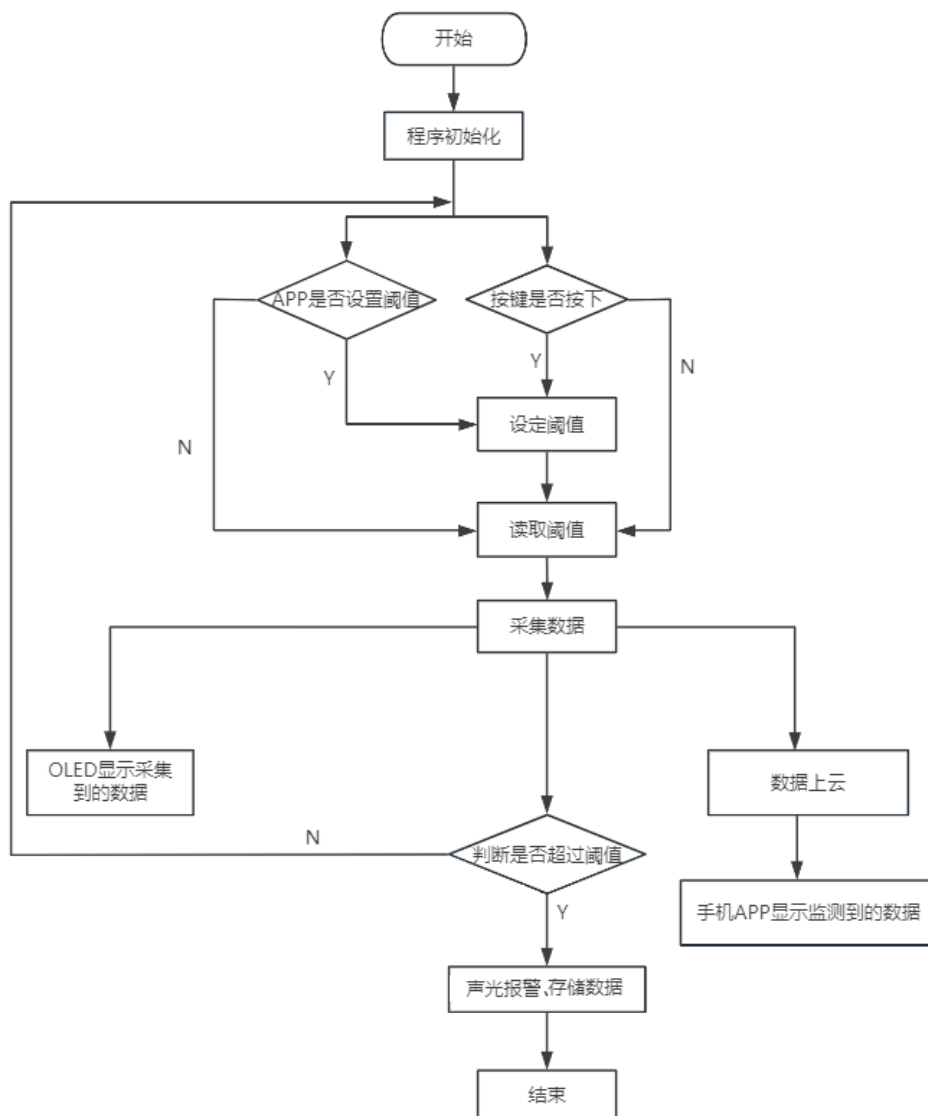 开始
程序初始化
APP是否设置阈值
按键是否按下
Y
Y
N
N
设定阈值
读取阈值
采集数据
OLED显示采集
到的数据
数据上云
N
判断是否超过阈值
Y
手机APP显示监测到的数据
声光报警、存储数据
结束